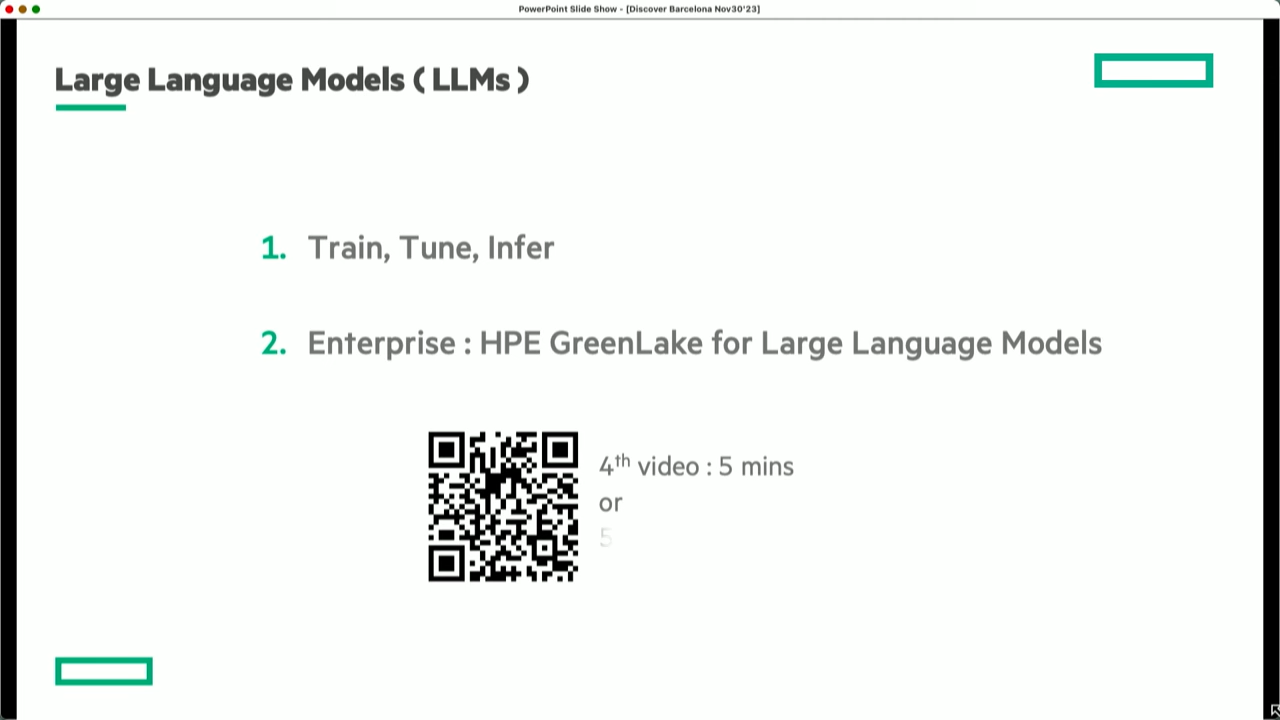 PowerPoint Slide Show - [Discover Barcelona Nov30'23]
Large Language Models ( LLMs )
1. Train, Tune, Infer
2. Enterprise : HPE GreenLake for Large Language Models
4th video : 5 mins
or
5